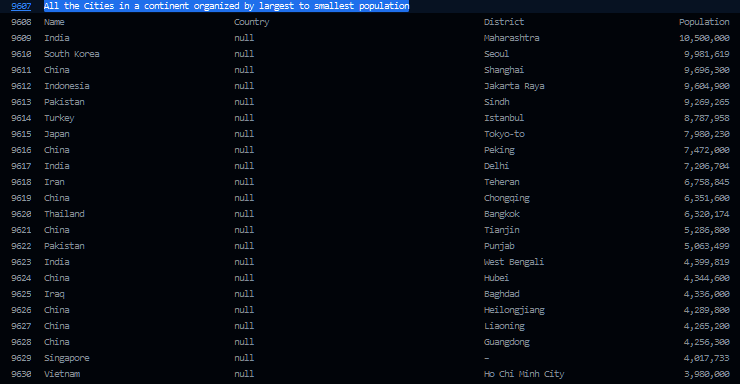 9607 All the Cities in a continent organized by largest to smallest population
9608 Name Country District Population
9609 India null Maharashtra 10,500,000
9610 South Korea null Seoul 9,981,619
9611 China null Shanghai 9,696,300
9612 Indonesia null Jakarta Raya 9,604,900
9613 Pakistan null Sindh 9,269,265
9614 Turkey null Istanbul 8,787,958
9615 Japan null Tokyo-to 7,980,230
9616 China null Peking 7,472,000
9617 India null Delhi 7,206,704
9618 Iran null Teheran 6,758,845
9619 China null Chongqing 6,351,600
9620 Thailand null Bangkok 6,320,174
9621 China null Tianjin 5,286,800
9622 Pakistan null Punjab 5,063,499
9623 India null West Bengali 4,399,819
9624 China null Hubei 4,344,600
9625 Iraq null Baghdad 4,336,000
9626 China null Heilongjiang 4,289,800
9627 China null Liaoning 4,265,200
9628 China null Guangdong 4,256,300
9629 Singapore null – 4,017,733
9630 Vietnam null Ho Chi Minh City 3,980,000